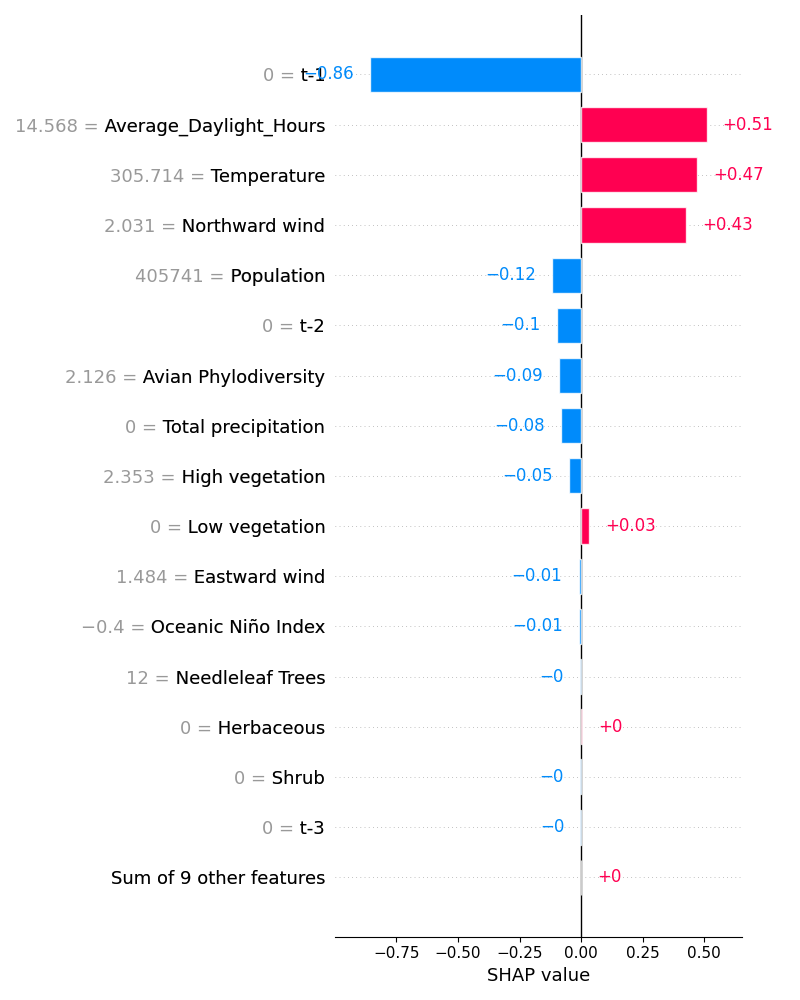 0 = t-1 −0.86
14.568 = Average_Daylight_Hours +0.51
305.714 = Temperature +0.47
2.031 = Northward wind +0.43
405741 = Population −0.12
0 = t-2 −0.1
2.126 = Avian Phylodiversity −0.09
0 = Total precipitation −0.08
2.353 = High vegetation −0.05
0 = Low vegetation +0.03
1.484 = Eastward wind −0.01
−0.4 = Oceanic Niño Index −0.01
12 = Needleleaf Trees −0
0 = Herbaceous +0
0 = Shrub −0
0 = t-3 −0
Sum of 9 other features +0
−0.75 −0.50 −0.25 0.00 0.25 0.50
SHAP value